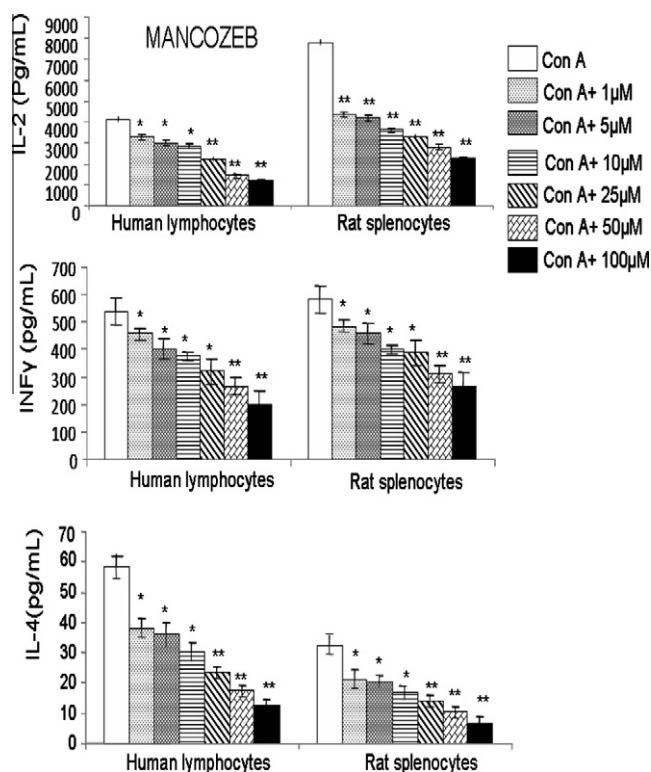 MANCOZEB
IL-2 (Pg/mL)
9000
8000
7000
6000
5000
4000
3000
2000
1000
0
* * * ** ** **
** ** ** ** ** **
Human lymphocytes Rat splenocytes
Con A
Con A+ 1µM
Con A+ 5µM
Con A+ 10µM
Con A+ 25µM
Con A+ 50µM
Con A+ 100µM
INFγ (pg/mL)
700
600
500
400
300
200
100
0
* * * * ** **
* * * * ** **
Human lymphocytes Rat splenocytes
IL-4(pg/mL)
70
60
50
40
30
20
10
0
* * * ** ** **
* * * ** ** **
Human lymphocytes Rat splenocytes